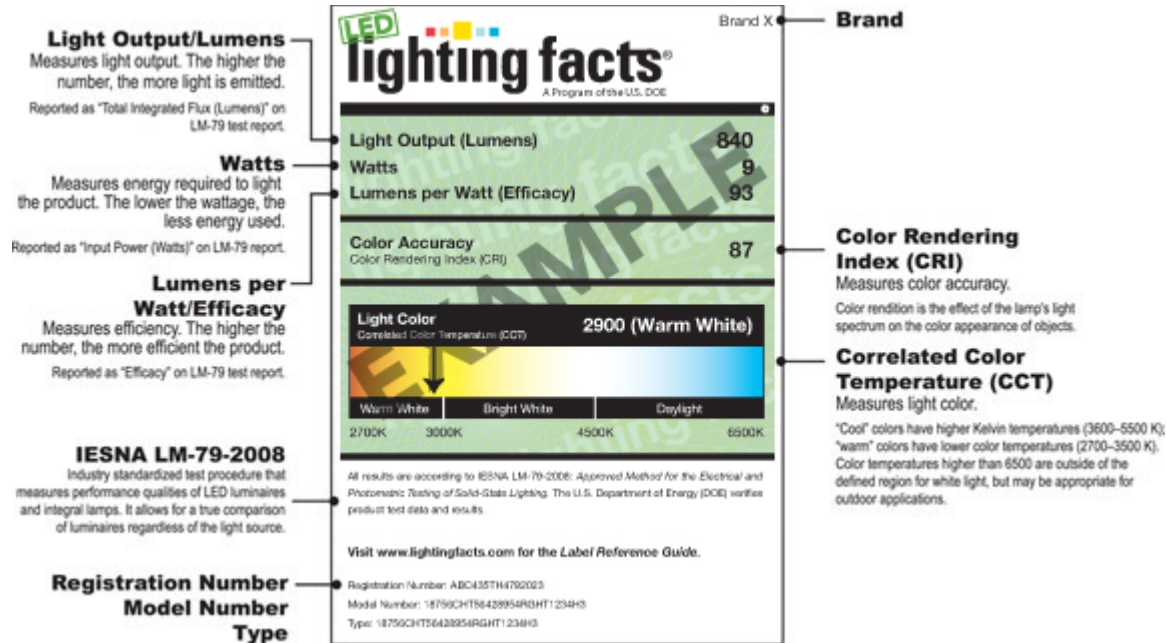 Light Output/Lumens
Measures light output. The higher the
number, the more light is emitted.
Reported as "Total Integrated Flux (Lumens)" on
LM-79 test report.
Watts
Measures energy required to light
the product. The lower the wattage, the
less energy used.
Reported as "Input Power (Watts)" on LM-79 report.
Lumens per
Watt/Efficacy
Measures efficiency. The higher the
number, the more efficient the product.
Reported as "Efficacy" on LM-79 test report.
IESNA LM-79-2008
Industry standardized test procedure that
measures performance qualities of LED luminaires
and integral lamps. It allows for a true comparison
of luminaires regardless of the light source.
Registration Number
Model Number
Type
Brand X
LED
lighting facts®
A Program of the U.S. DOE
Light Output (Lumens) 840
Watts 9
Lumens per Watt (Efficacy) 93
Color Accuracy 87
Color Rendering Index (CRI)
Light Color
Correlated Color Temperature (CCT)
2900 (Warm White)
Warm White Bright White Daylight
2700K 3000K 4500K 6500K
EXAMPLE
All results are according to IESNA LM-79-2008: Approved Method for the Electrical and
Photometric Testing of Solid-State Lighting. The U.S. Department of Energy (DOE) verifies
product test data and results.
Visit www.lightingfacts.com for the Label Reference Guide.
Registration Number: ABC435TH4792023
Model Number: 18756CHT56428954RGHT1234H3
Type: 18756CHT56428954RGHT1234H3
Brand
Color Rendering
Index (CRI)
Measures color accuracy.
Color rendition is the effect of the lamp's light
spectrum on the color appearance of objects.
Correlated Color
Temperature (CCT)
Measures light color.
"Cool" colors have higher Kelvin temperatures (3600–5500 K);
"warm" colors have lower color temperatures (2700–3500 K).
Color temperatures higher than 6500 are outside of the
defined region for white light, but may be appropriate for
outdoor applications.